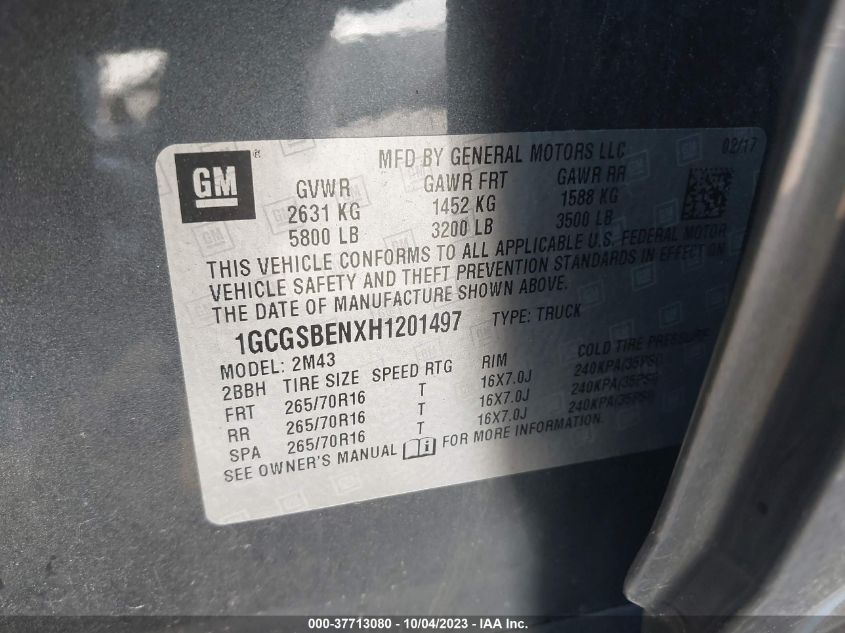 GM
MFD BY GENERAL MOTORS LLC 02/17
GVWR GAWR FRT GAWR RR
2631 KG 1452 KG 1588 KG
5800 LB 3200 LB 3500 LB
THIS VEHICLE CONFORMS TO ALL APPLICABLE U.S. FEDERAL MOTOR
VEHICLE SAFETY AND THEFT PREVENTION STANDARDS IN EFFECT ON
THE DATE OF MANUFACTURE SHOWN ABOVE.
1GCGSBENXH1201497 TYPE: TRUCK
MODEL: 2M43
2BBH TIRE SIZE SPEED RTG RIM COLD TIRE PRESSURE
FRT 265/70R16 T 16X7.0J 240KPA(35PSI)
RR 265/70R16 T 16X7.0J 240KPA(35PSI)
SPA 265/70R16 T 16X7.0J 240KPA(35PSI)
SEE OWNER'S MANUAL FOR MORE INFORMATION.
000-37713080 - 10/04/2023 - IAA Inc.